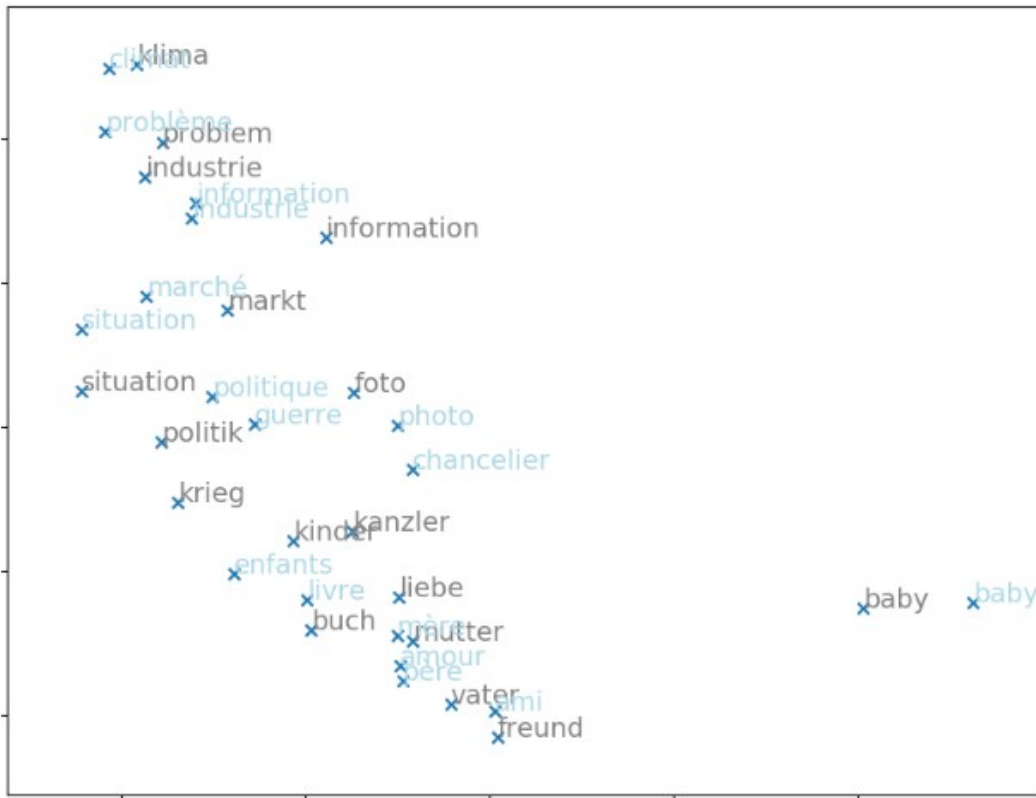 climat
klima
problème
problem
industrie
information
industrie
information
marché
markt
situation
situation
politique
foto
guerre
photo
politik
chancelier
krieg
kanzler
kinder
enfants
livre
liebe
baby
baby
buch
mère
mutter
amour
père
vater
ami
freund